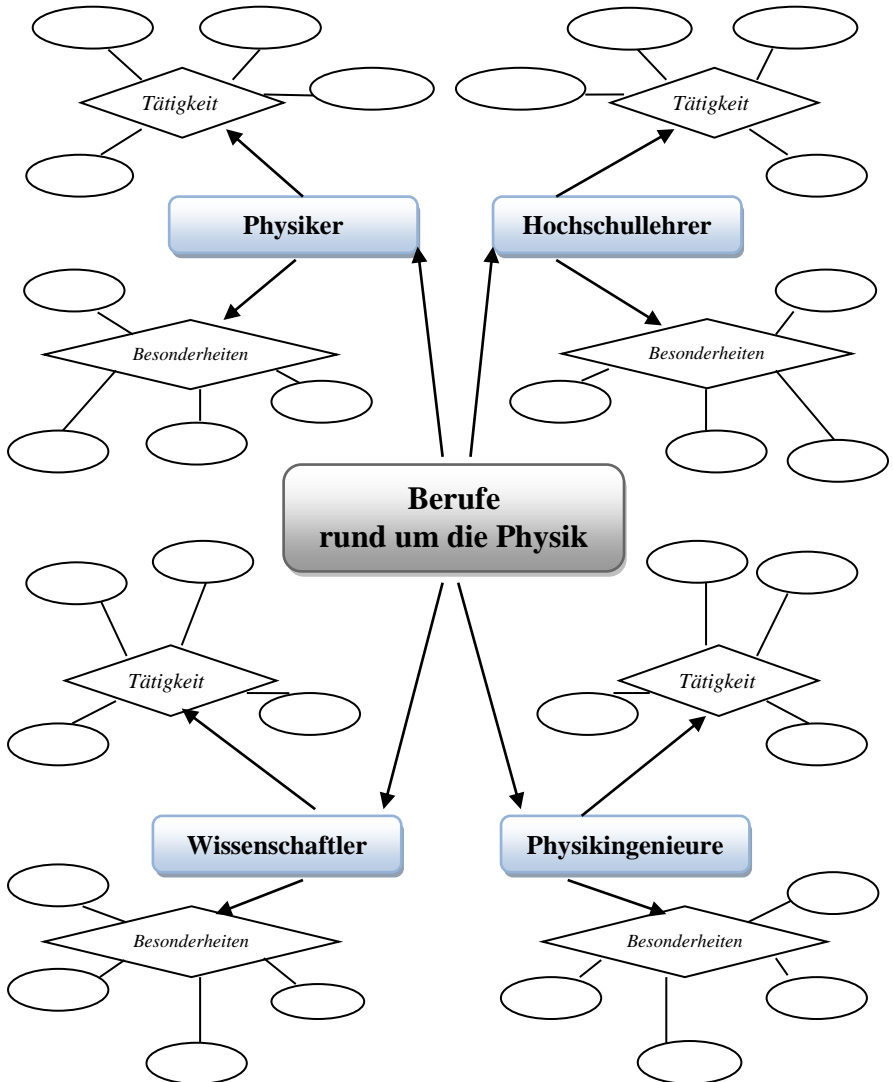 Tätigkeit
Tätigkeit
Physiker
Hochschullehrer
Besonderheiten
Besonderheiten
Berufe
rund um die Physik
Tätigkeit
Tätigkeit
Wissenschaftler
Physikingenieure
Besonderheiten
Besonderheiten